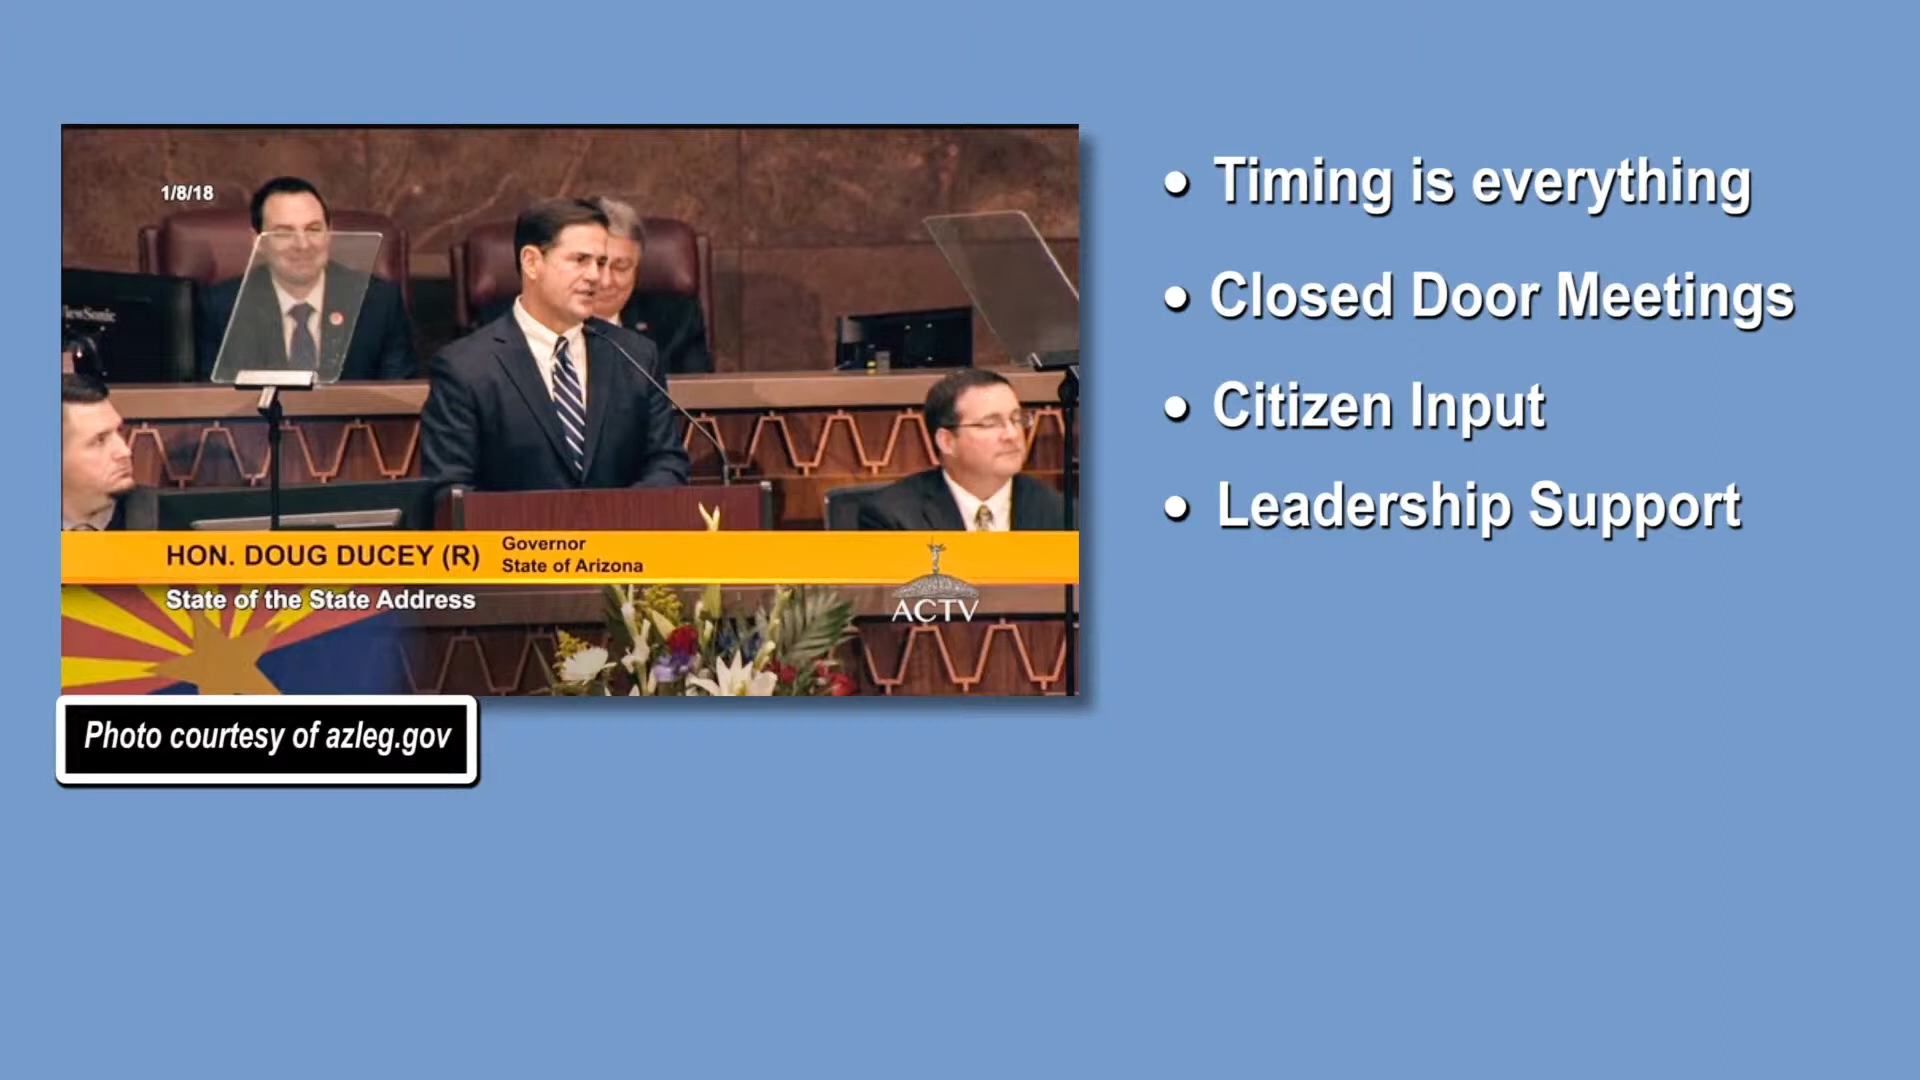 1/8/18
ViewSonic
HON. DOUG DUCEY (R)
Governor
State of Arizona
State of the State Address
ACTV
Photo courtesy of azleg.gov
• Timing is everything
• Closed Door Meetings
• Citizen Input
• Leadership Support